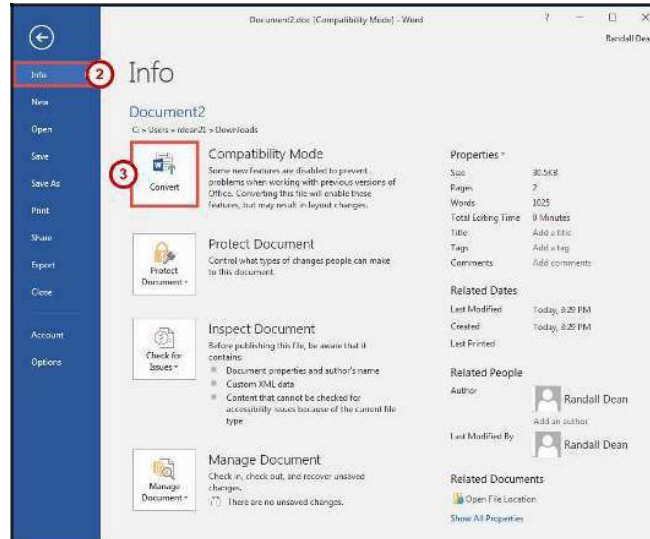 Document2.doc [Compatibility Mode] - Word
?
Randall Dea
Info
2
Info
New
Document2
Open
C: » Users » rdean21 » Downloads
Save
3
Convert
Compatibility Mode
Some new features are disabled to prevent
problems when working with previous versions of
Office. Converting this file will enable these
features, but may result in layout changes.
Save As
Print
Share
Export
Close
Account
Options
Protect
Document
Protect Document
Control what types of changes people can make
to this document.
Check for
Issues
Inspect Document
Before publishing this file, be aware that it
contains:
Document properties and author's name
Custom XML data
Content that cannot be checked for
accessibility issues because of the current file
type
Manage
Document
Manage Document
Check in, check out, and recover unsaved
changes.
There are no unsaved changes.
Properties
Size 30.5KB
Pages 2
Words 1025
Total Editing Time 0 Minutes
Title Add a title
Tags Add a tag
Comments Add comments
Related Dates
Last Modified Today, 3:29 PM
Created Today, 3:29 PM
Last Printed
Related People
Author Randall Dean
Add an author
Last Modified By Randall Dean
Related Documents
Open File Location
Show All Properties